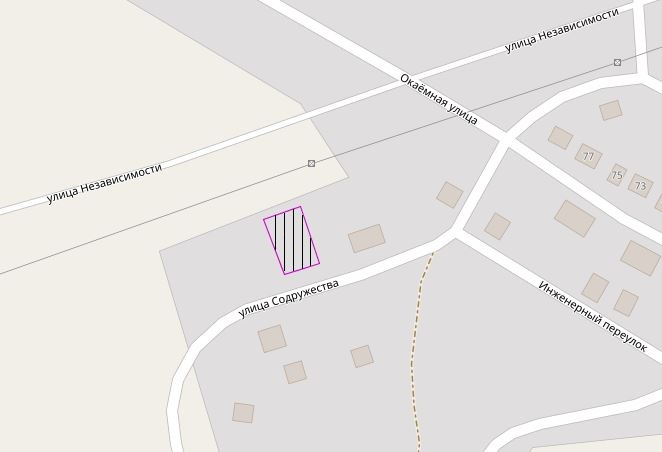 улица Независимости
Окаёмная улица
77
75
73
улица Независимости
улица Содружества
Инженерный переулок